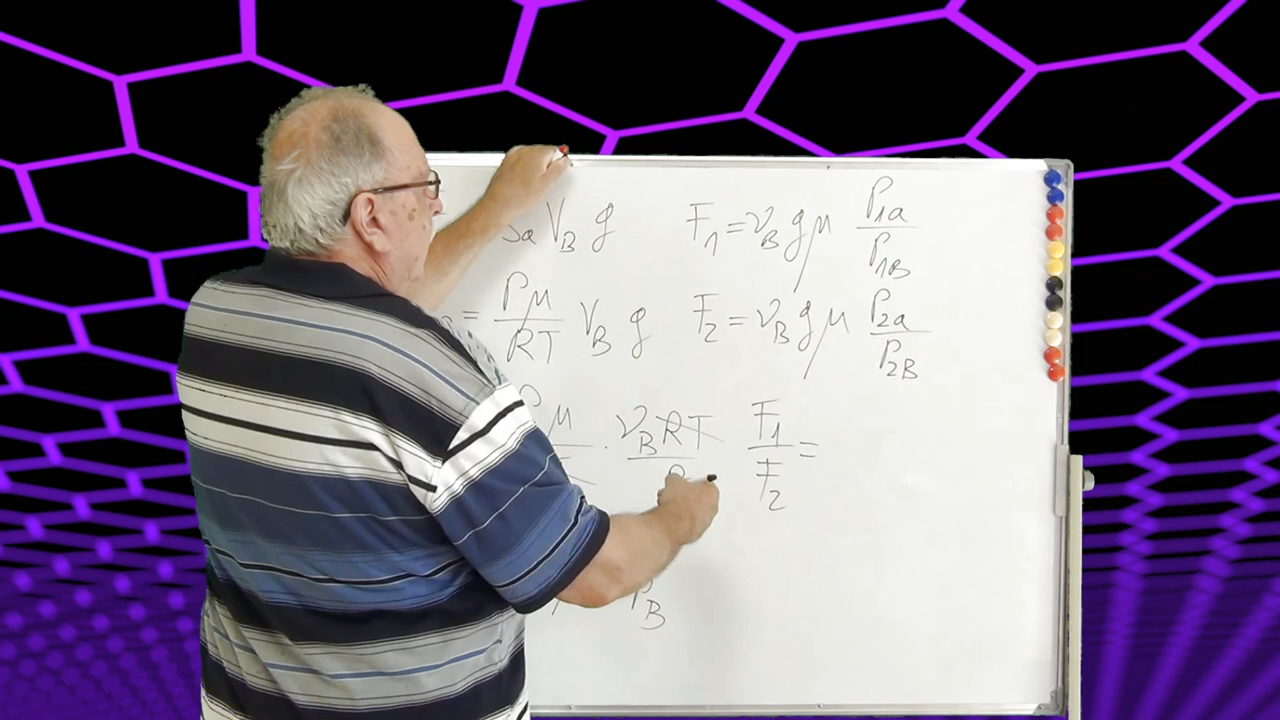 V_B g F_1 = ν_B g μ P_1a / P_1B
= Pμ / RT V_B g F_2 = ν_B g μ P_2a / P_2B
μ · ν_B RT F_1 / F_2 =
P_B